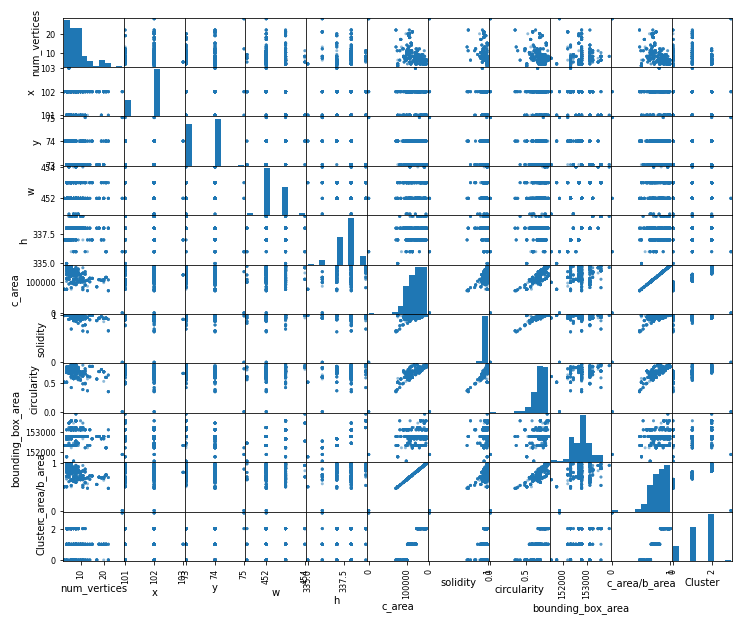 num_vertices
20
10
x
103
102
101
y
75
74
73
w
454
452
h
337.5
335.0
c_area
100000
0
solidity
1
0
circularity
0.5
0.0
bounding_box_area
153000
152000
c_area/b_area
1
0
Cluster
2
0
10
20
num_vertices
101
102
103
x
73
74
75
y
452
454
w
335.0
337.5
h
0
100000
c_area
0
1
solidity
0.0
0.5
circularity
152000
153000
bounding_box_area
0
1
c_area/b_area
0
2
Cluster